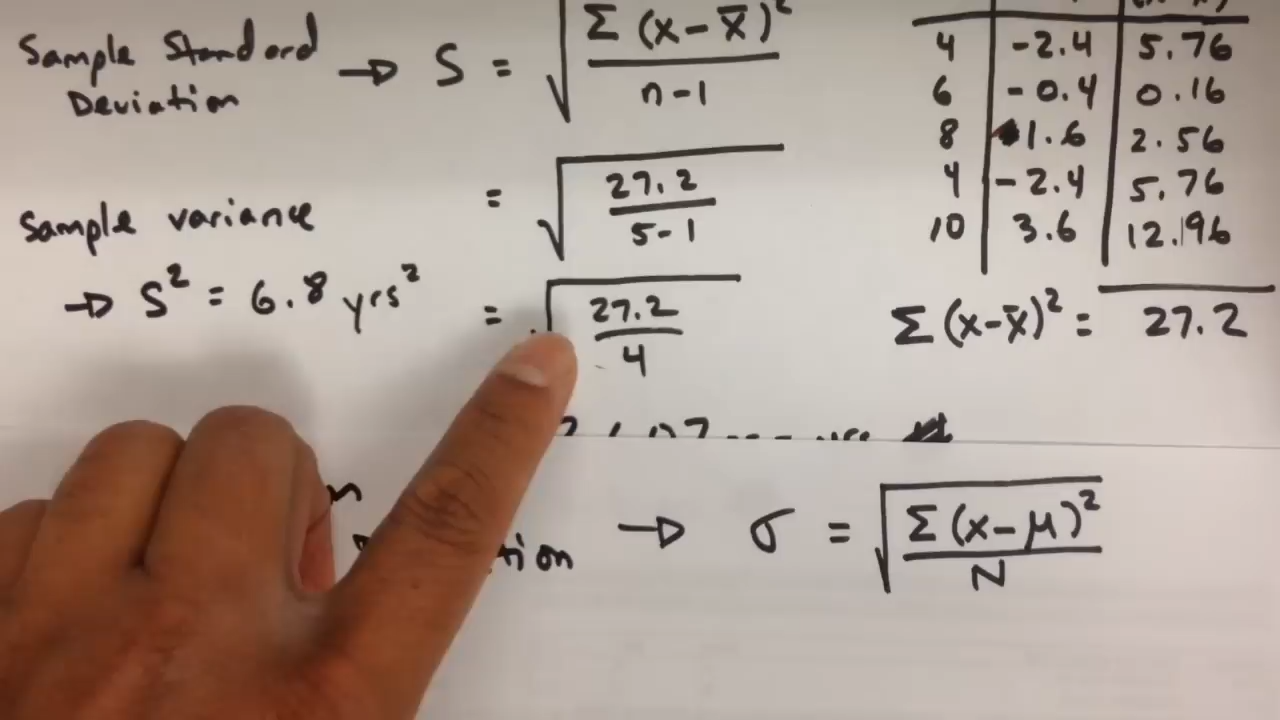 Sample Standard Deviation → S = √(Σ(x-x̄)²/(n-1))
4 -2.4 5.76
6 -0.4 0.16
8 1.6 2.56
4 -2.4 5.76
10 3.6 12.96
Σ(x-x̄)² = 27.2
= √(27.2/(5-1))
Sample variance
→ S² = 6.8 yrs²
= √(27.2/4)
→ σ = √(Σ(x-μ)²/N)